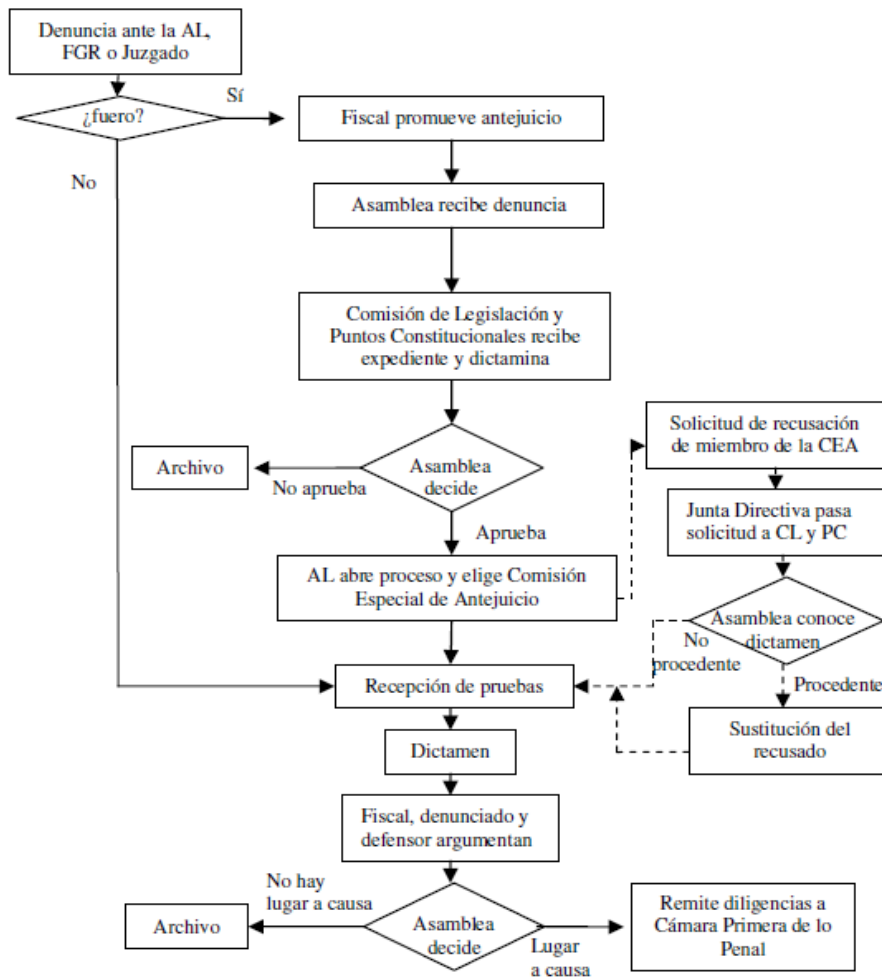 Denuncia ante la AL,
FGR o Juzgado
¿fuero?
Sí
No
Fiscal promueve antejuicio
Asamblea recibe denuncia
Comisión de Legislación y
Puntos Constitucionales recibe
expediente y dictamina
Asamblea
decide
No aprueba
Archivo
Aprueba
AL abre proceso y elige Comisión
Especial de Antejuicio
Solicitud de recusación
de miembro de la CEA
Junta Directiva pasa
solicitud a CL y PC
Asamblea conoce
dictamen
No
procedente
Procedente
Sustitución del
recusado
Recepción de pruebas
Dictamen
Fiscal, denunciado y
defensor argumentan
Asamblea
decide
No hay
lugar a causa
Archivo
Lugar
a causa
Remite diligencias a
Cámara Primera de lo
Penal